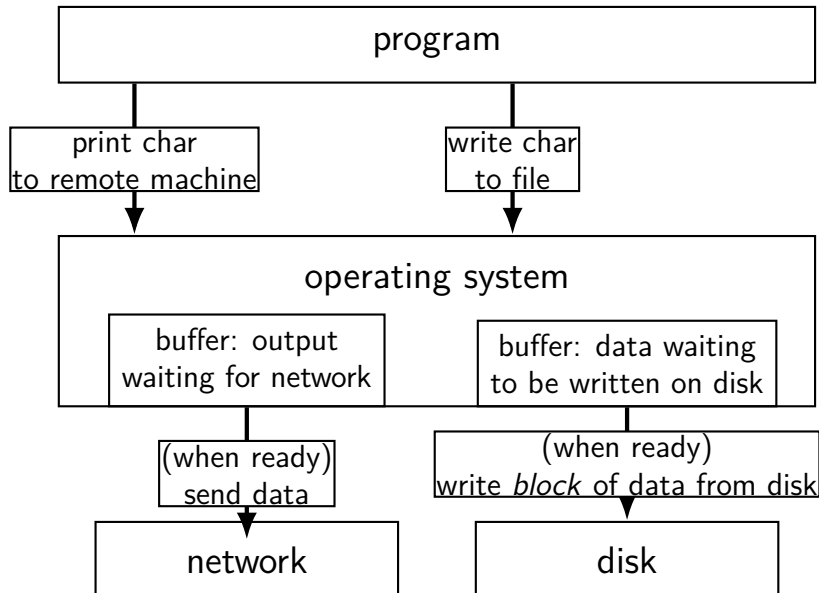 program
print char
to remote machine
write char
to file
operating system
buffer: output
waiting for network
buffer: data waiting
to be written on disk
(when ready)
send data
(when ready)
write block of data from disk
network
disk